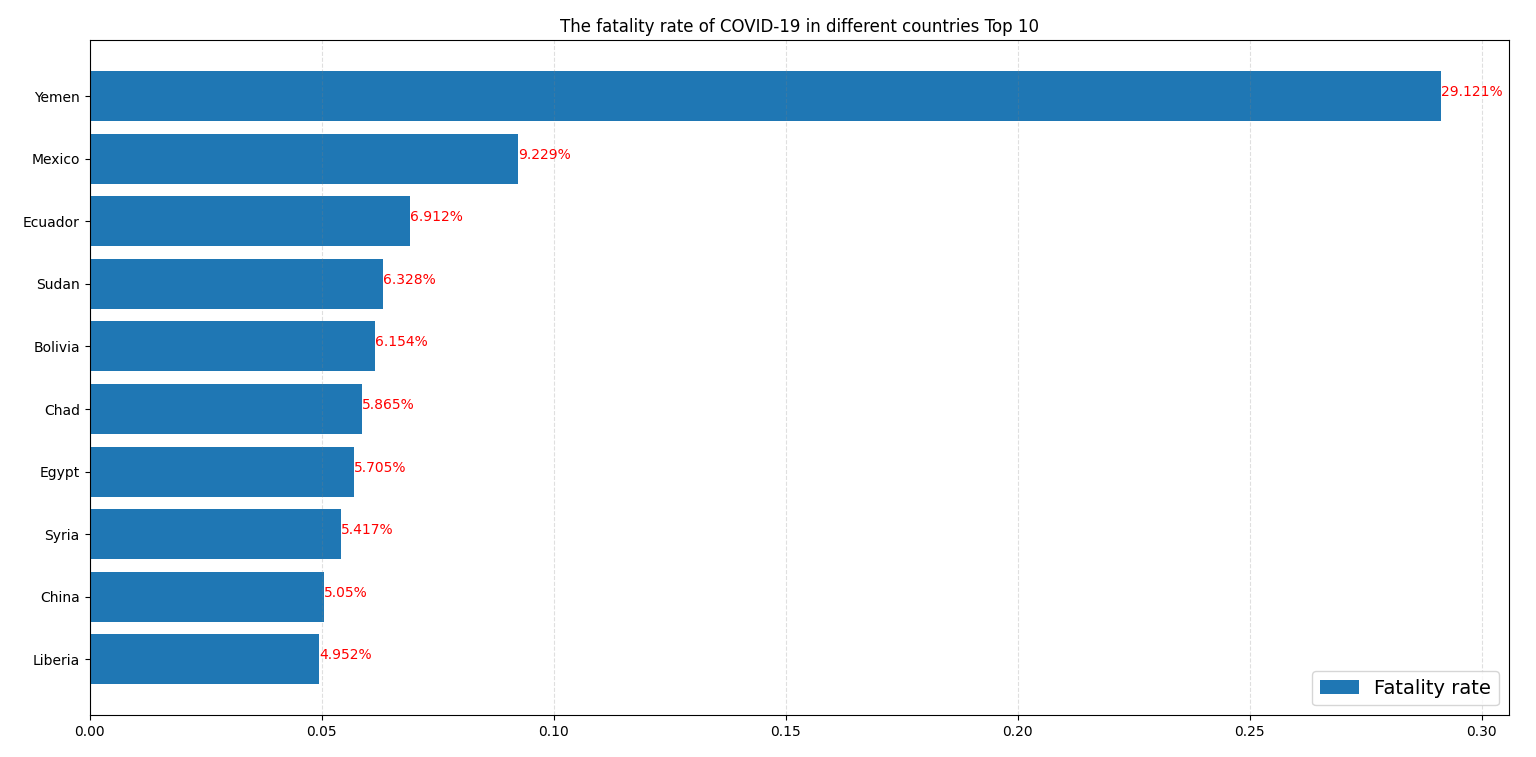 The fatality rate of COVID-19 in different countries Top 10
Yemen 29.121%
Mexico 9.229%
Ecuador 6.912%
Sudan 6.328%
Bolivia 6.154%
Chad 5.865%
Egypt 5.705%
Syria 5.417%
China 5.05%
Liberia 4.952%
Fatality rate
0.00 0.05 0.10 0.15 0.20 0.25 0.30